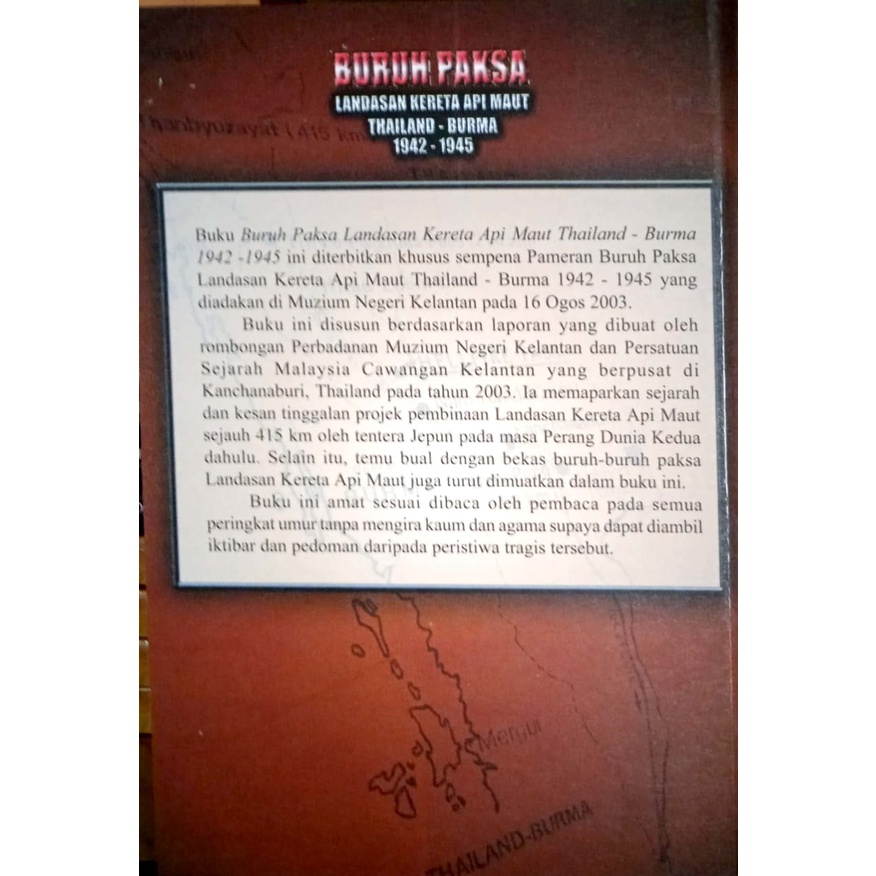 BURUH PAKSA
LANDASAN KERETA API MAUT
THAILAND - BURMA
1942 - 1945
Thanbyuzayat (415 km
Buku Buruh Paksa Landasan Kereta Api Maut Thailand - Burma
1942 -1945 ini diterbitkan khusus sempena Pameran Buruh Paksa
Landasan Kereta Api Maut Thailand - Burma 1942 - 1945 yang
diadakan di Muzium Negeri Kelantan pada 16 Ogos 2003.
Buku ini disusun berdasarkan laporan yang dibuat oleh
rombongan Perbadanan Muzium Negeri Kelantan dan Persatuan
Sejarah Malaysia Cawangan Kelantan yang berpusat di
Kanchanaburi, Thailand pada tahun 2003. Ia memaparkan sejarah
dan kesan tinggalan projek pembinaan Landasan Kereta Api Maut
sejauh 415 km oleh tentera Jepun pada masa Perang Dunia Kedua
dahulu. Selain itu, temu bual dengan bekas buruh-buruh paksa
Landasan Kereta Api Maut juga turut dimuatkan dalam buku ini.
Buku ini amat sesuai dibaca oleh pembaca pada semua
peringkat umur tanpa mengira kaum dan agama supaya dapat diambil
iktibar dan pedoman daripada peristiwa tragis tersebut.
Mergui
THAILAND-BURMA